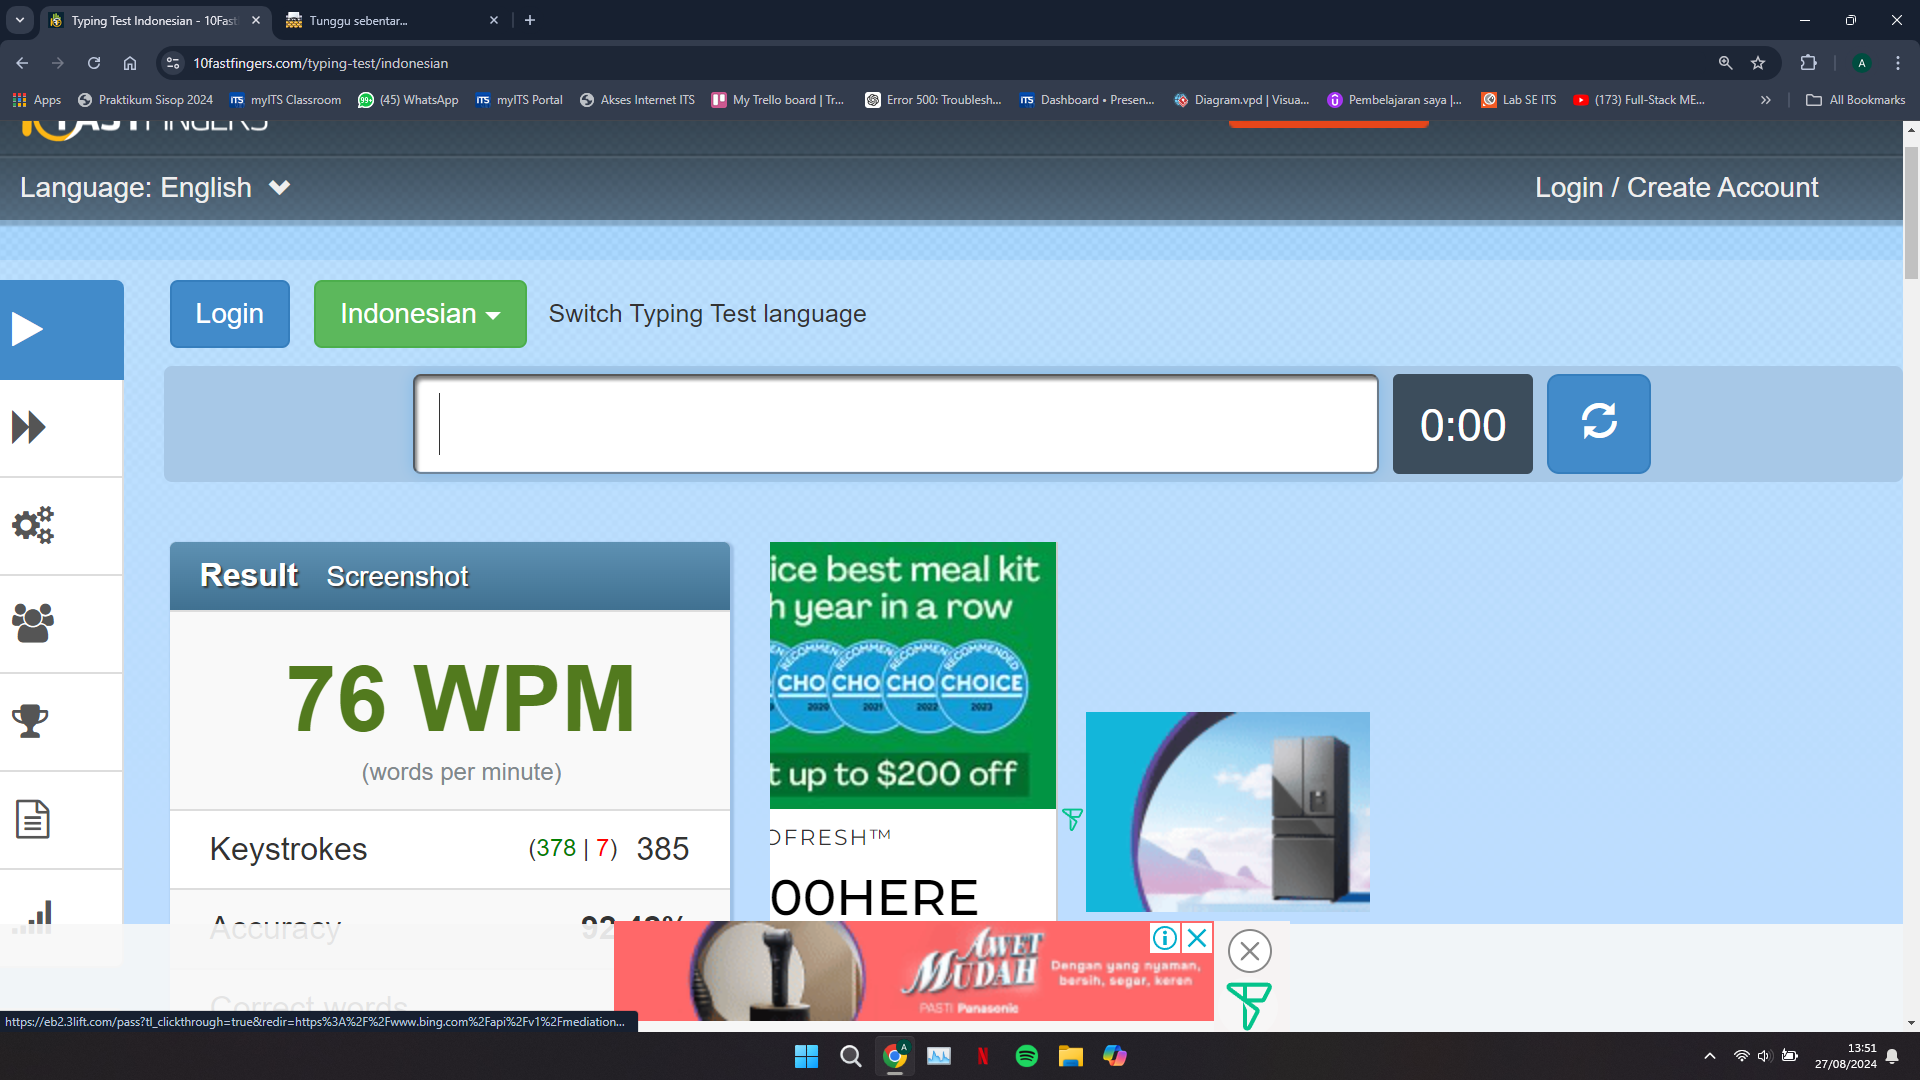 Typing Test Indonesian - 10Fast
Tunggu sebentar...
10fastfingers.com/typing-test/indonesian
A
Apps
Praktikum Sisop 2024
myITS Classroom
(45) WhatsApp
myITS Portal
Akses Internet ITS
My Trello board | Tr...
Error 500: Troublesh...
Dashboard • Presen...
Diagram.vpd | Visua...
Pembelajaran saya |...
Lab SE ITS
(173) Full-Stack ME...
All Bookmarks
Language: English
Login / Create Account
Login
Indonesian
Switch Typing Test language
0:00
Result
Screenshot
76 WPM
(words per minute)
Keystrokes
(378 | 7) 385
Accuracy
Correct words
ice best meal kit
h year in a row
RECOMMENDED
CHO CHO CHO CHOICE
2020 2021 2022 2023
t up to $200 off
OFRESH™
00HERE
AWET
MUDAH
PASTI Panasonic
Dengan yang nyaman,
bersih, segar, keren
https://eb2.3lift.com/pass?tl_clickthrough=true&redir=https%3A%2F%2Fwww.bing.com%2Fapi%2Fv1%2Fmediation...
13:51
27/08/2024